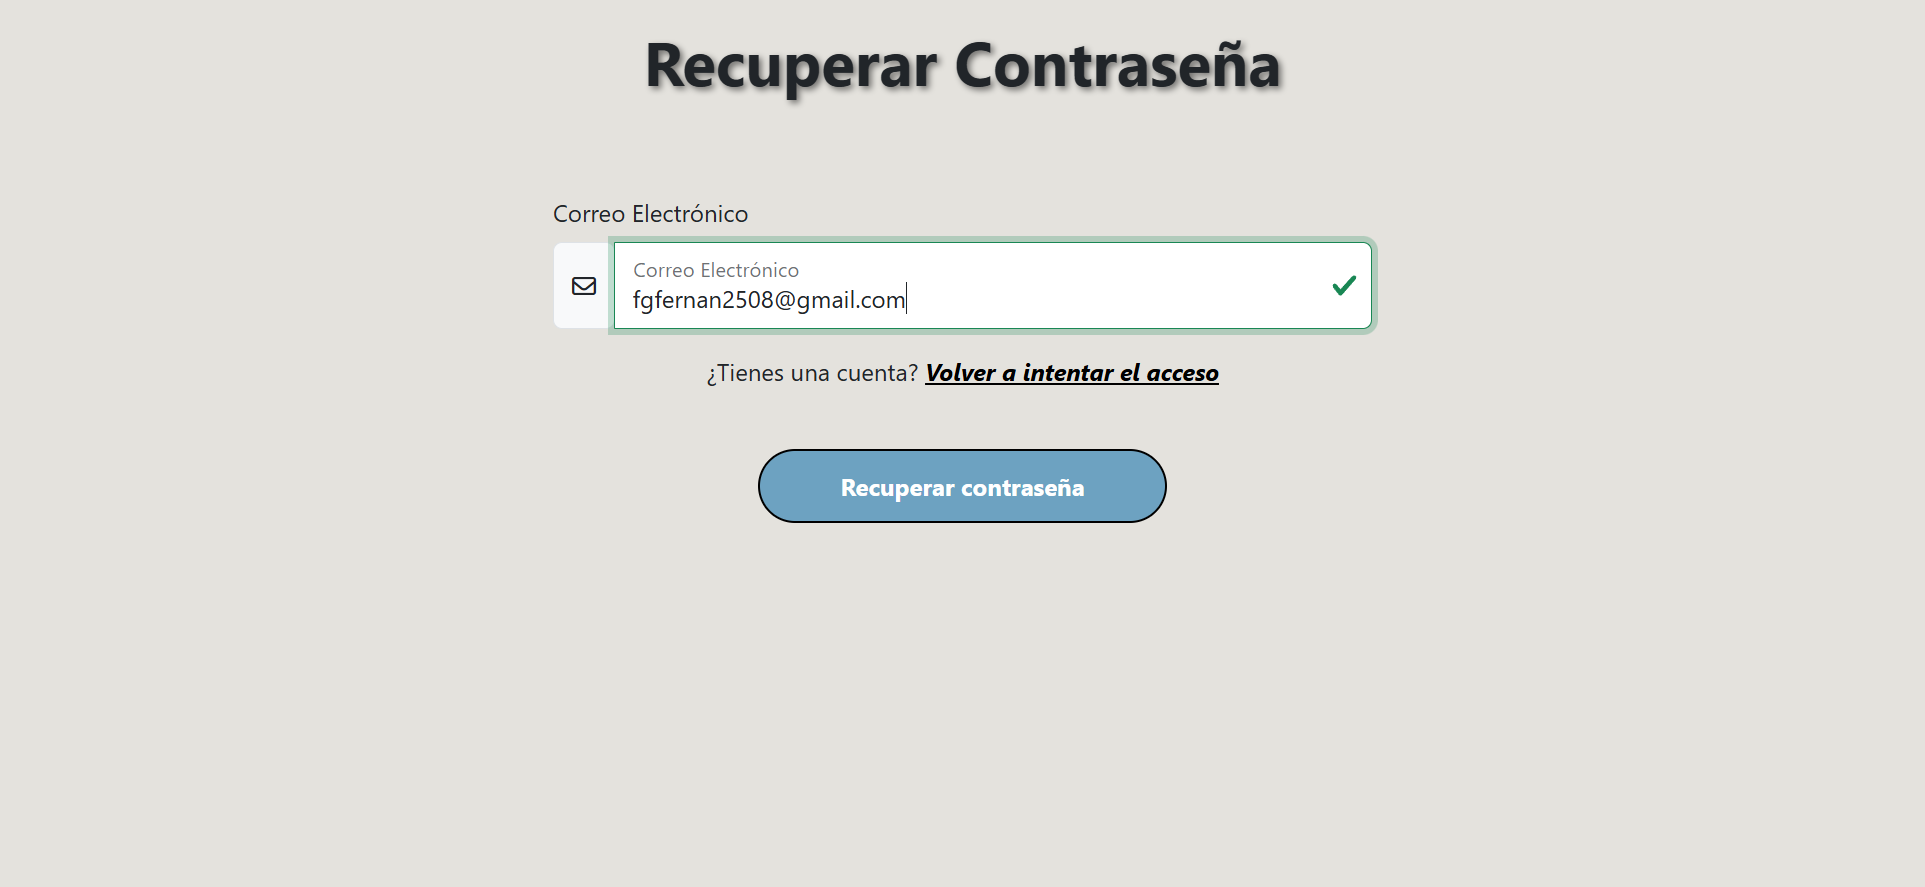 Recuperar Contraseña
Correo Electrónico
Correo Electrónico
fgfernan2508@gmail.com
¿Tienes una cuenta? Volver a intentar el acceso
Recuperar contraseña